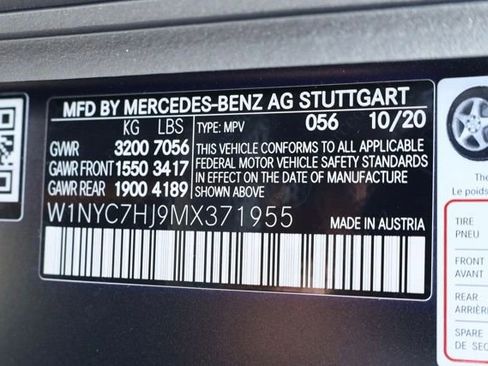 MFD BY MERCEDES-BENZ AG STUTTGART
KG LBS TYPE: MPV 056 10/20
GVWR 3200 7056
GAWR FRONT 1550 3417
GAWR REAR 1900 4189
THIS VEHICLE CONFORMS TO ALL APPLICABLE
FEDERAL MOTOR VEHICLE SAFETY STANDARDS
IN EFFECT ON THE DATE OF MANUFACTURE
SHOWN ABOVE.
W1NYC7HJ9MX371955
MADE IN AUSTRIA
The
Le poids
TIRE
PNEU
FRONT
AVANT
REAR
ARRIÈRE
SPARE
DE SEC